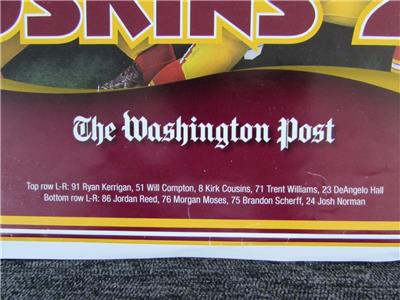 DSKINS 2
The Washington Post
Top row L-R: 91 Ryan Kerrigan, 51 Will Compton, 8 Kirk Cousins, 71 Trent Williams, 23 DeAngelo Hall
Bottom row L-R: 86 Jordan Reed, 76 Morgan Moses, 75 Brandon Scherff, 24 Josh Norman